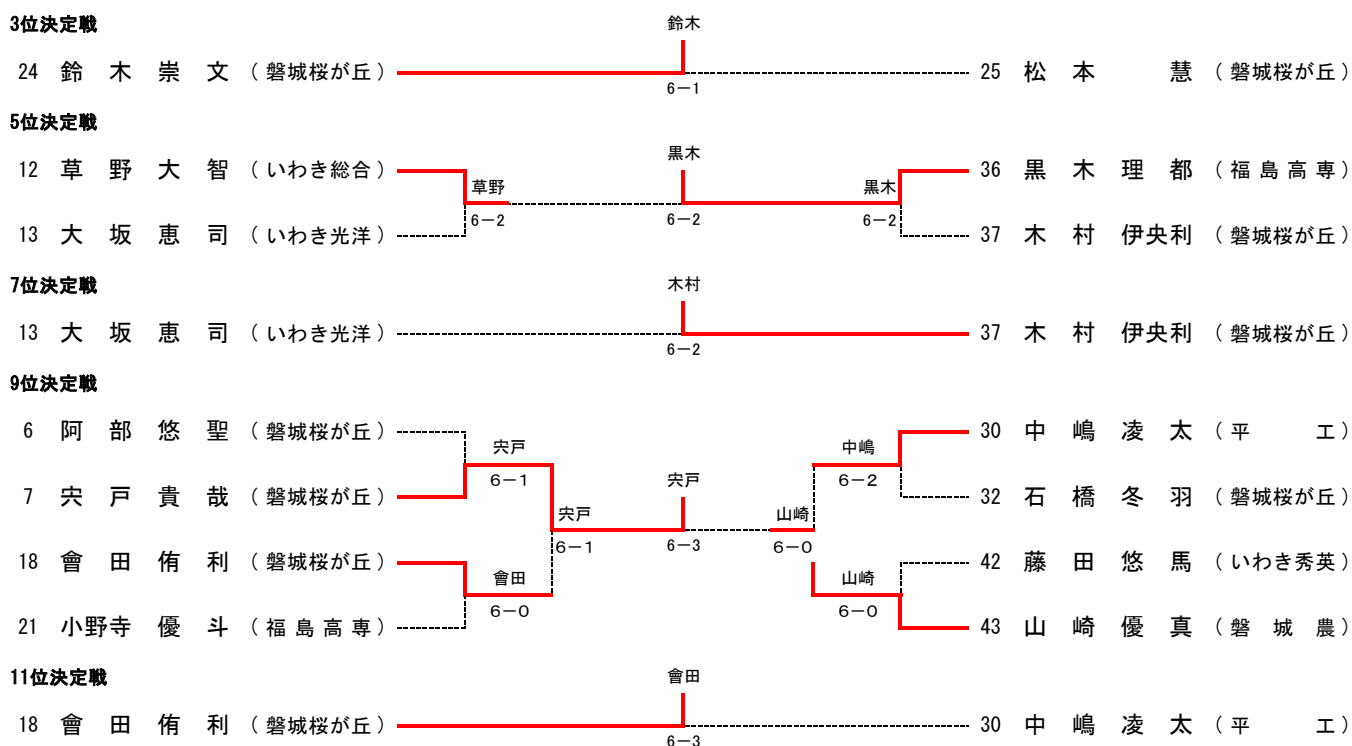 3位決定戦
鈴木
24 鈴木崇文 (磐城桜が丘) 25 松本慧 (磐城桜が丘)
6-1
5位決定戦
黒木
12 草野大智 (いわき総合) 36 黒木理都 (福島高専)
草野 黒木
6-2 6-2 6-2
13 大坂恵司 (いわき光洋) 37 木村伊央利 (磐城桜が丘)
7位決定戦
木村
13 大坂恵司 (いわき光洋) 37 木村伊央利 (磐城桜が丘)
6-2
9位決定戦
6 阿部悠聖 (磐城桜が丘) 30 中嶋凌太 (平工)
宍戸 中嶋
6-1 6-2
7 宍戸貴哉 (磐城桜が丘) 宍戸 32 石橋冬羽 (磐城桜が丘)
宍戸 山崎
6-1 6-3 6-0
18 會田侑利 (磐城桜が丘) 42 藤田悠馬 (いわき秀英)
會田 山崎
6-0 6-0
21 小野寺優斗 (福島高専) 43 山崎優真 (磐城農)
11位決定戦
會田
18 會田侑利 (磐城桜が丘) 30 中嶋凌太 (平工)
6-3